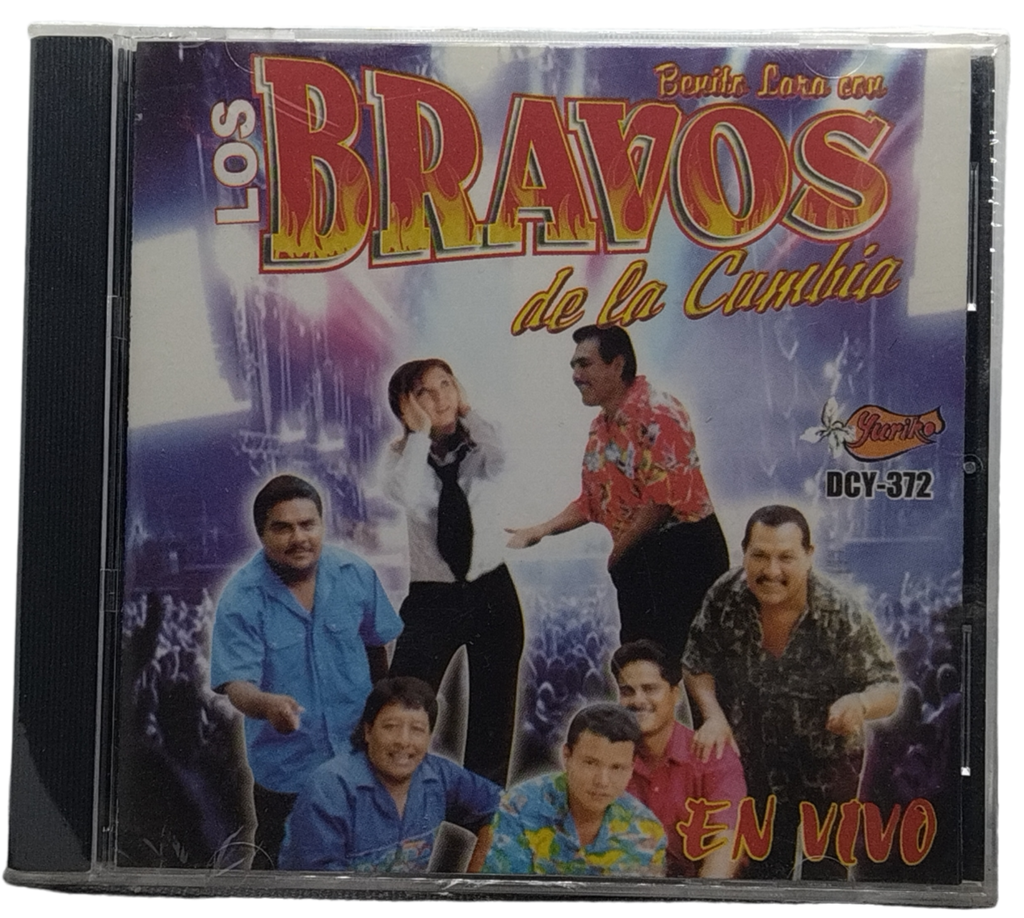 Benito Lara con
LOS BRAVOS
de la Cumbia
Yuriko
DCY-372
EN VIVO